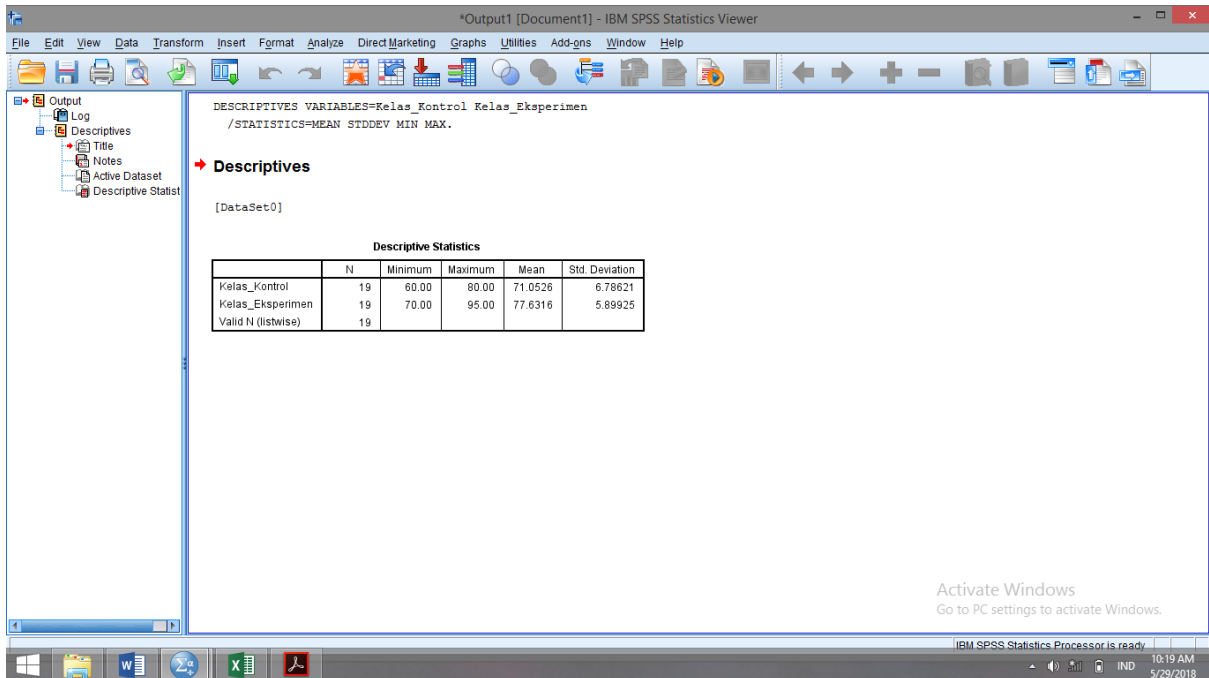 *Output1 [Document1] - IBM SPSS Statistics Viewer
File Edit View Data Transform Insert Format Analyze Direct Marketing Graphs Utilities Add-ons Window Help
Output
Log
Descriptives
Title
Notes
Active Dataset
Descriptive Statist
DESCRIPTIVES VARIABLES=Kelas_Kontrol Kelas_Eksperimen
/STATISTICS=MEAN STDDEV MIN MAX.
Descriptives
[DataSet0]
Descriptive Statistics
N Minimum Maximum Mean Std. Deviation
Kelas_Kontrol 19 60.00 80.00 71.0526 6.78621
Kelas_Eksperimen 19 70.00 95.00 77.6316 5.89925
Valid N (listwise) 19
Activate Windows
Go to PC settings to activate Windows.
IBM SPSS Statistics Processor is ready
IND 10:19 AM
5/29/2018